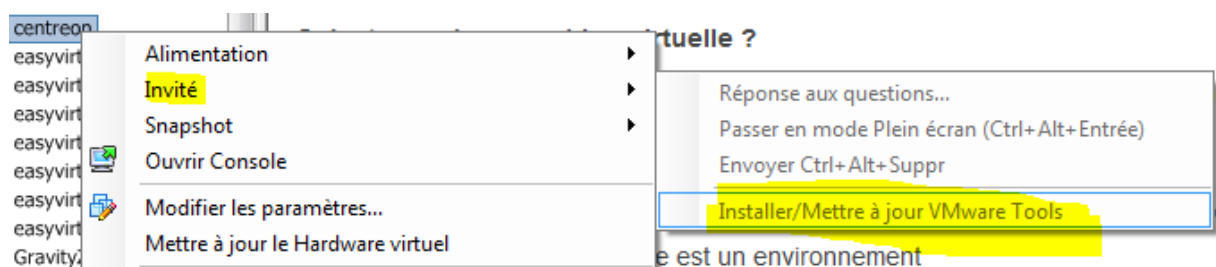 centreon
tuelle ?
easyvirt
Alimentation
easyvirt
Invité
Réponse aux questions...
easyvirt
Snapshot
Passer en mode Plein écran (Ctrl+Alt+Entrée)
easyvirt
Ouvrir Console
Envoyer Ctrl+Alt+Suppr
easyvirt
easyvirt
Modifier les paramètres...
Installer/Mettre à jour VMware Tools
easyvirt
Mettre à jour le Hardware virtuel
e est un environnement
Gravity